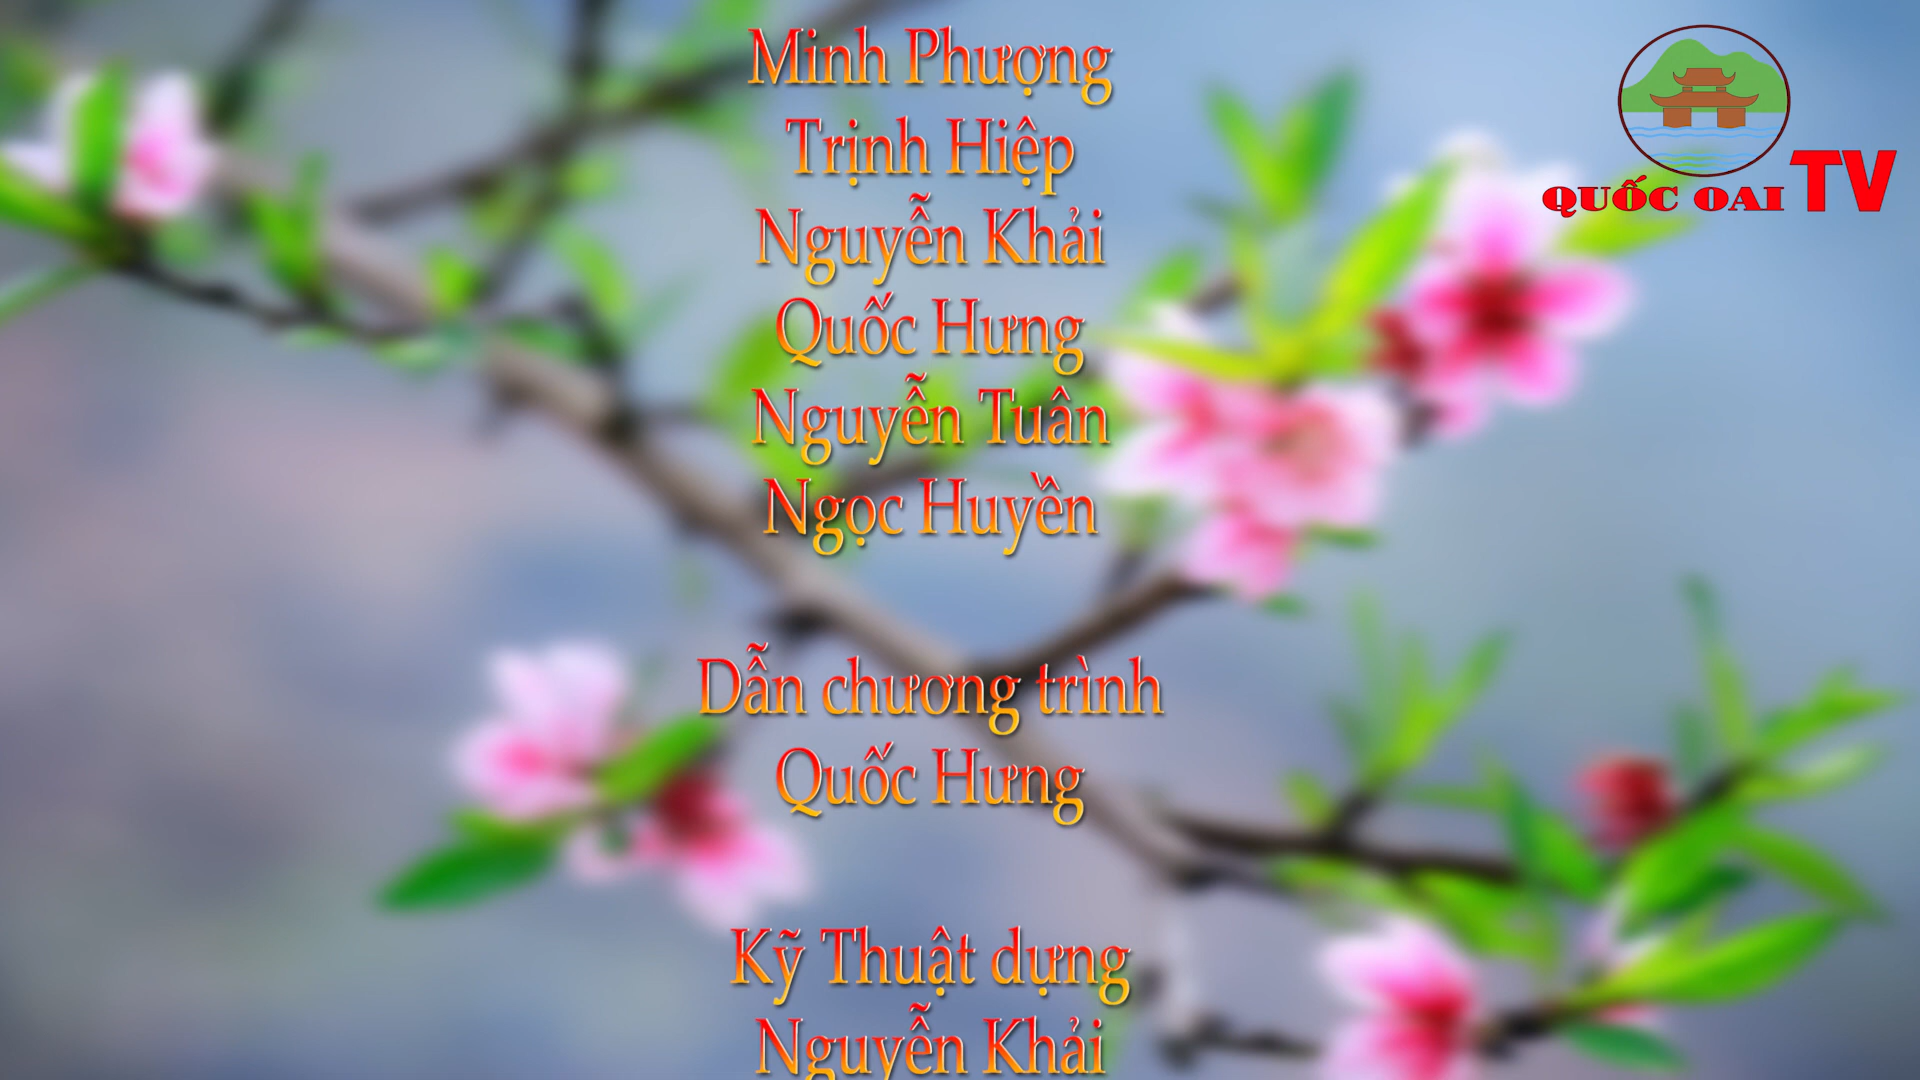 Minh Phượng
Trịnh Hiệp
Nguyễn Khải
Quốc Hưng
Nguyễn Tuân
Ngọc Huyền
Dẫn chương trình
Quốc Hưng
Kỹ Thuật dựng
Nguyễn Khải
QUỐC OAI TV